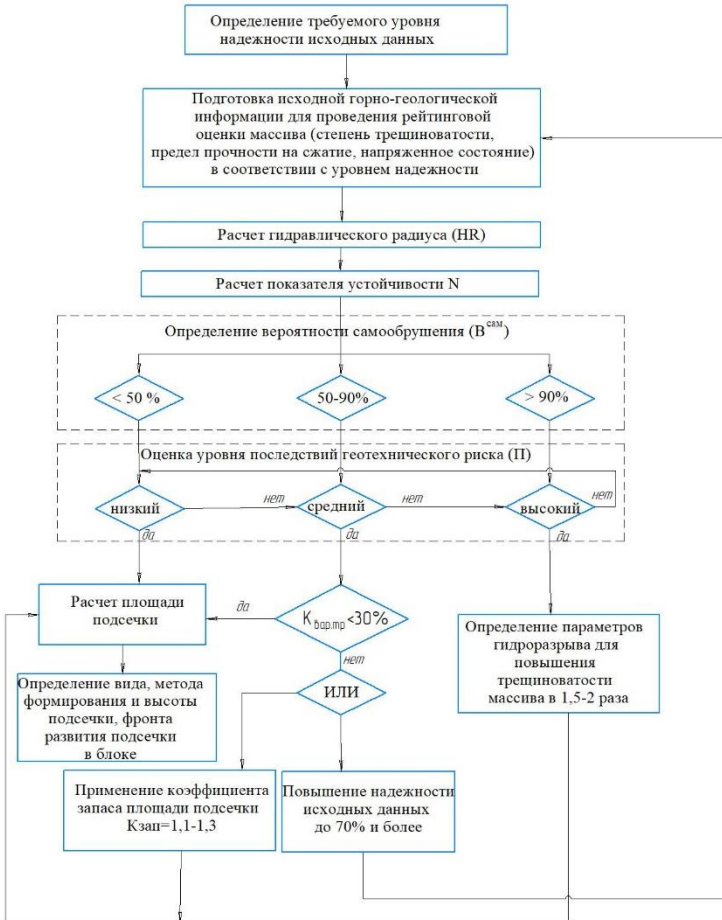 Определение требуемого уровня
надежности исходных данных
Подготовка исходной горно-геологической
информации для проведения рейтинговой
оценки массива (степень трещиноватости,
предел прочности на сжатие, напряженное состояние)
в соответствии с уровнем надежности
Расчет гидравлического радиуса (HR)
Расчет показателя устойчивости N
Определение вероятности самообрушения (В^сам)
< 50 %
50-90%
> 90%
Оценка уровня последствий геотехнического риска (П)
низкий
нет
средний
нет
высокий
нет
да
да
да
Расчет площади
подсечки
да
К вар.тр <30%
нет
Определение параметров
гидроразрыва для
повышения
трещиноватости
массива в 1,5-2 раза
Определение вида, метода
формирования и высоты
подсечки, фронта
развития подсечки
в блоке
ИЛИ
Применение коэффициента
запаса площади подсечки
Кзап=1,1-1,3
Повышение надежности
исходных данных
до 70% и более